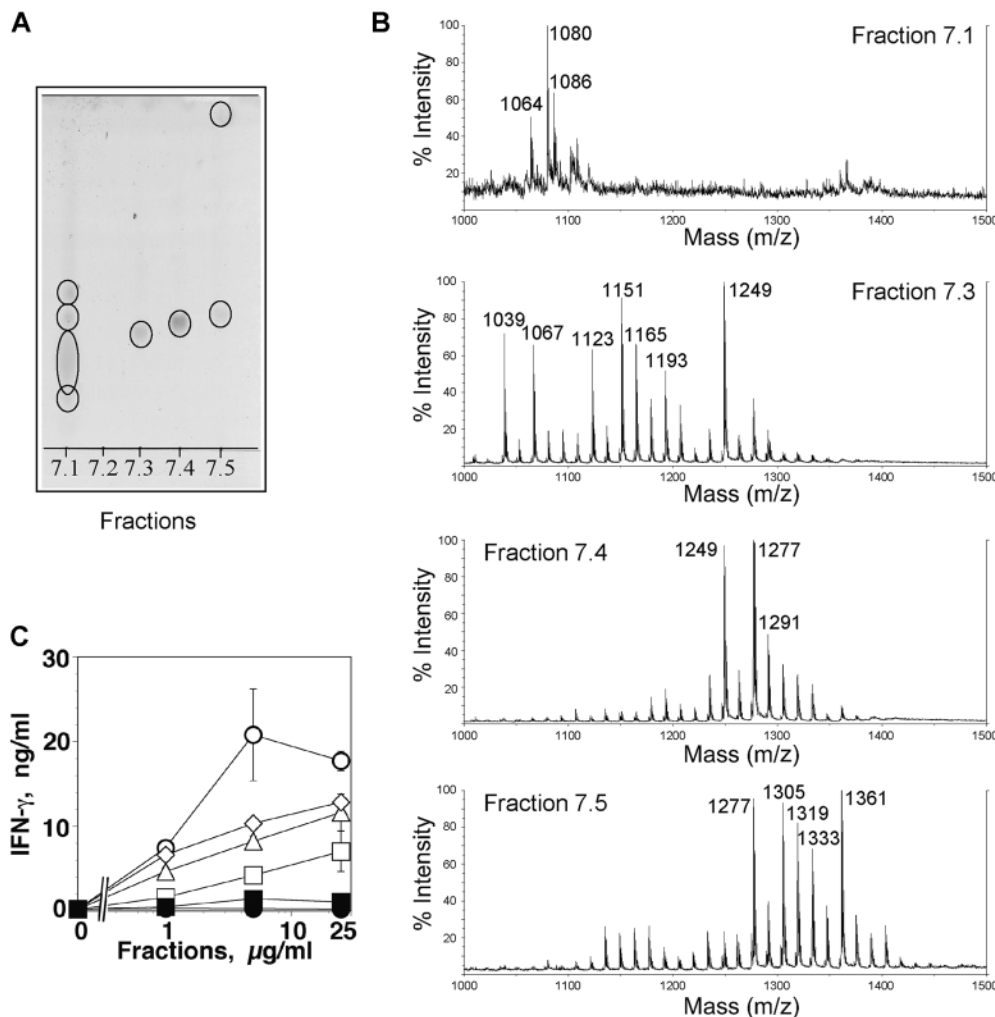 A
7.1 7.2 7.3 7.4 7.5
Fractions
B
Fraction 7.1
% Intensity
100
80
60
40
20
1064
1080
1086
1000 1100 1200 1300 1400 1500
Mass (m/z)
Fraction 7.3
% Intensity
100
80
60
40
20
1039
1067
1123
1151
1165
1193
1249
1000 1100 1200 1300 1400 1500
Mass (m/z)
Fraction 7.4
% Intensity
100
80
60
40
20
1249
1277
1291
1000 1100 1200 1300 1400 1500
Mass (m/z)
Fraction 7.5
% Intensity
100
80
60
40
20
1277
1305
1319
1333
1361
1000 1100 1200 1300 1400 1500
Mass (m/z)
C
IFN-γ, ng/ml
30
20
10
0
0 1 10 25
Fractions, μg/ml